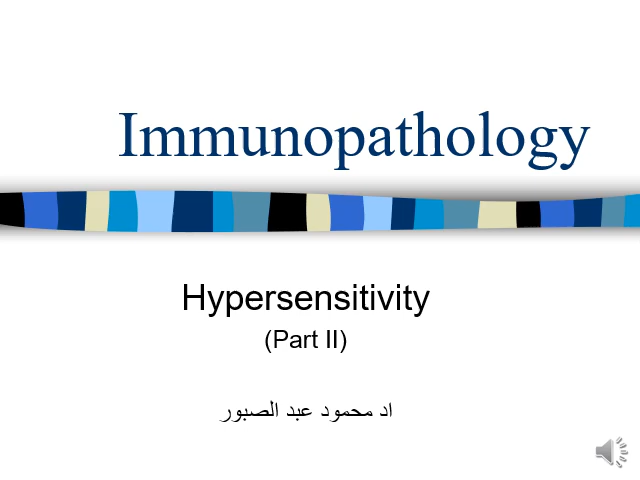 Immunopathology
Hypersensitivity
(Part II)
اد محمود عبد الصبور